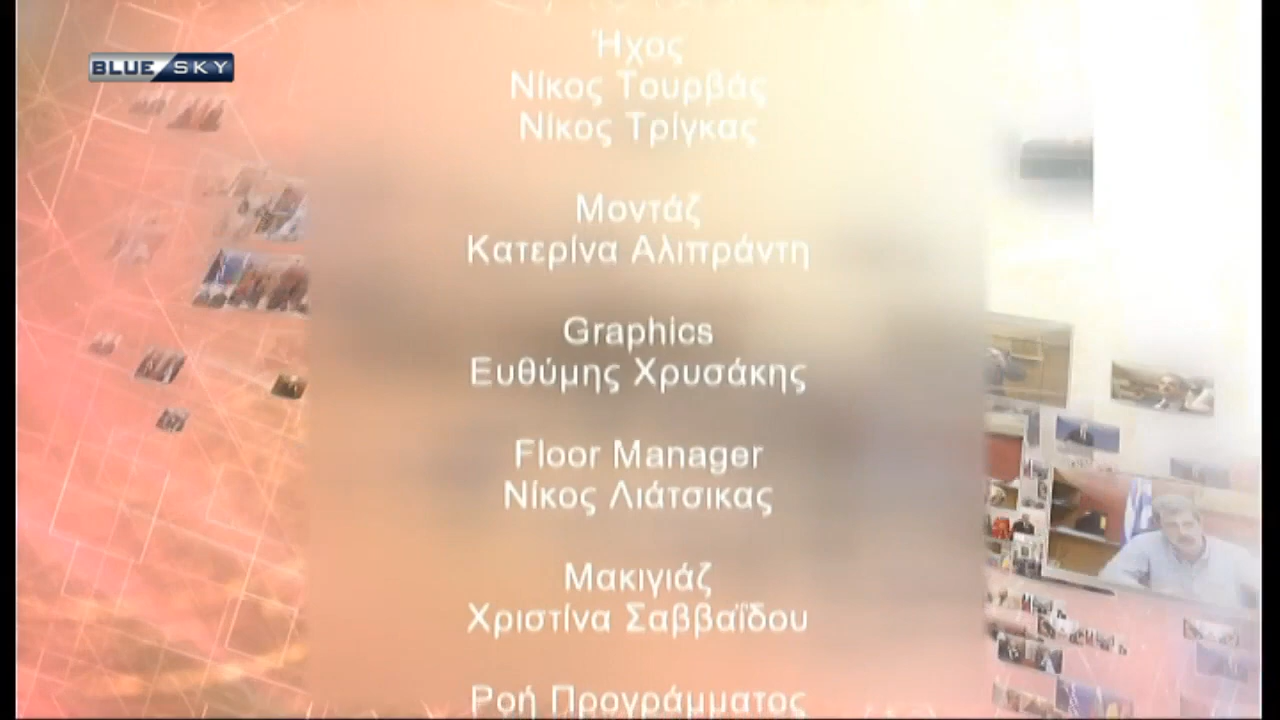 BLUE SKY
Ήχος
Νίκος Τουρβάς
Νίκος Τρίγκας
Μοντάζ
Κατερίνα Αλιπράντη
Graphics
Ευθύμης Χρυσάκης
Floor Manager
Νίκος Λιάτσικας
Μακιγιάζ
Χριστίνα Σαββαΐδου
Ροή Προγράμματος